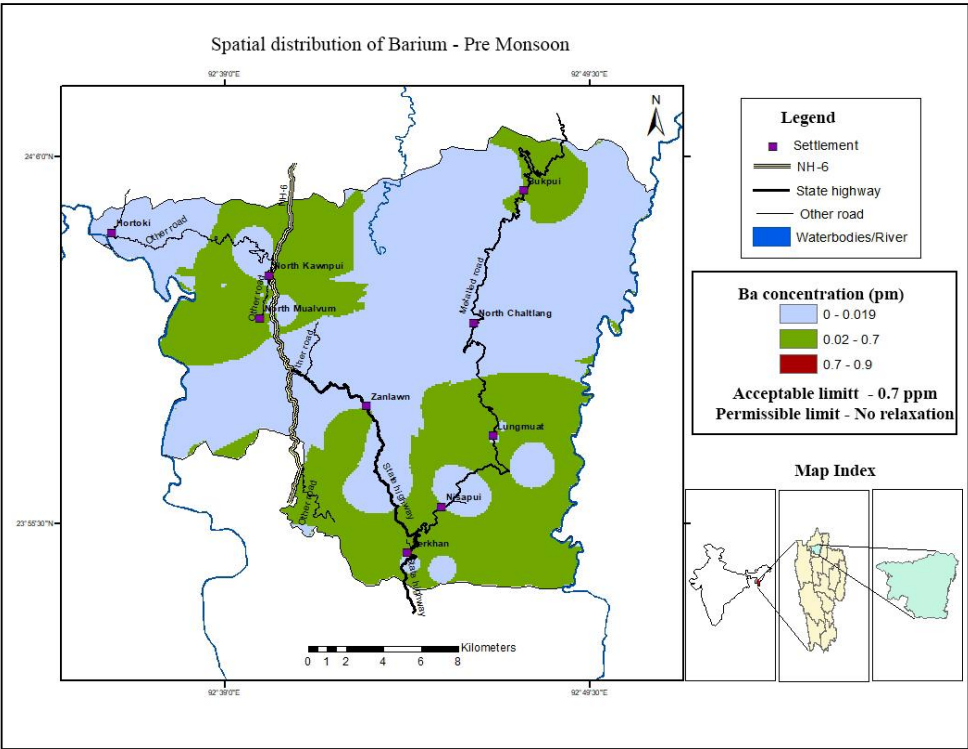 Spatial distribution of Barium - Pre Monsoon
92°39'0"E
92°49'30"E
N
24°6'0"N
Bukpui
NH-6
Hortoki
Other road
North Kawnpui
Metalled road
Other road
North Mualvum
North Chaltlang
Other road
Zanlawn
Lungmuat
State highway
Nisapui
Other road
23°55'30"N
Serkhan
State highway
Kilometers
0 1 2 4 6 8
92°39'0"E
92°49'30"E
Legend
Settlement
NH-6
State highway
Other road
Waterbodies/River
Ba concentration (pm)
0 - 0.019
0.02 - 0.7
0.7 - 0.9
Acceptable limitt - 0.7 ppm
Permissible limit - No relaxation
Map Index